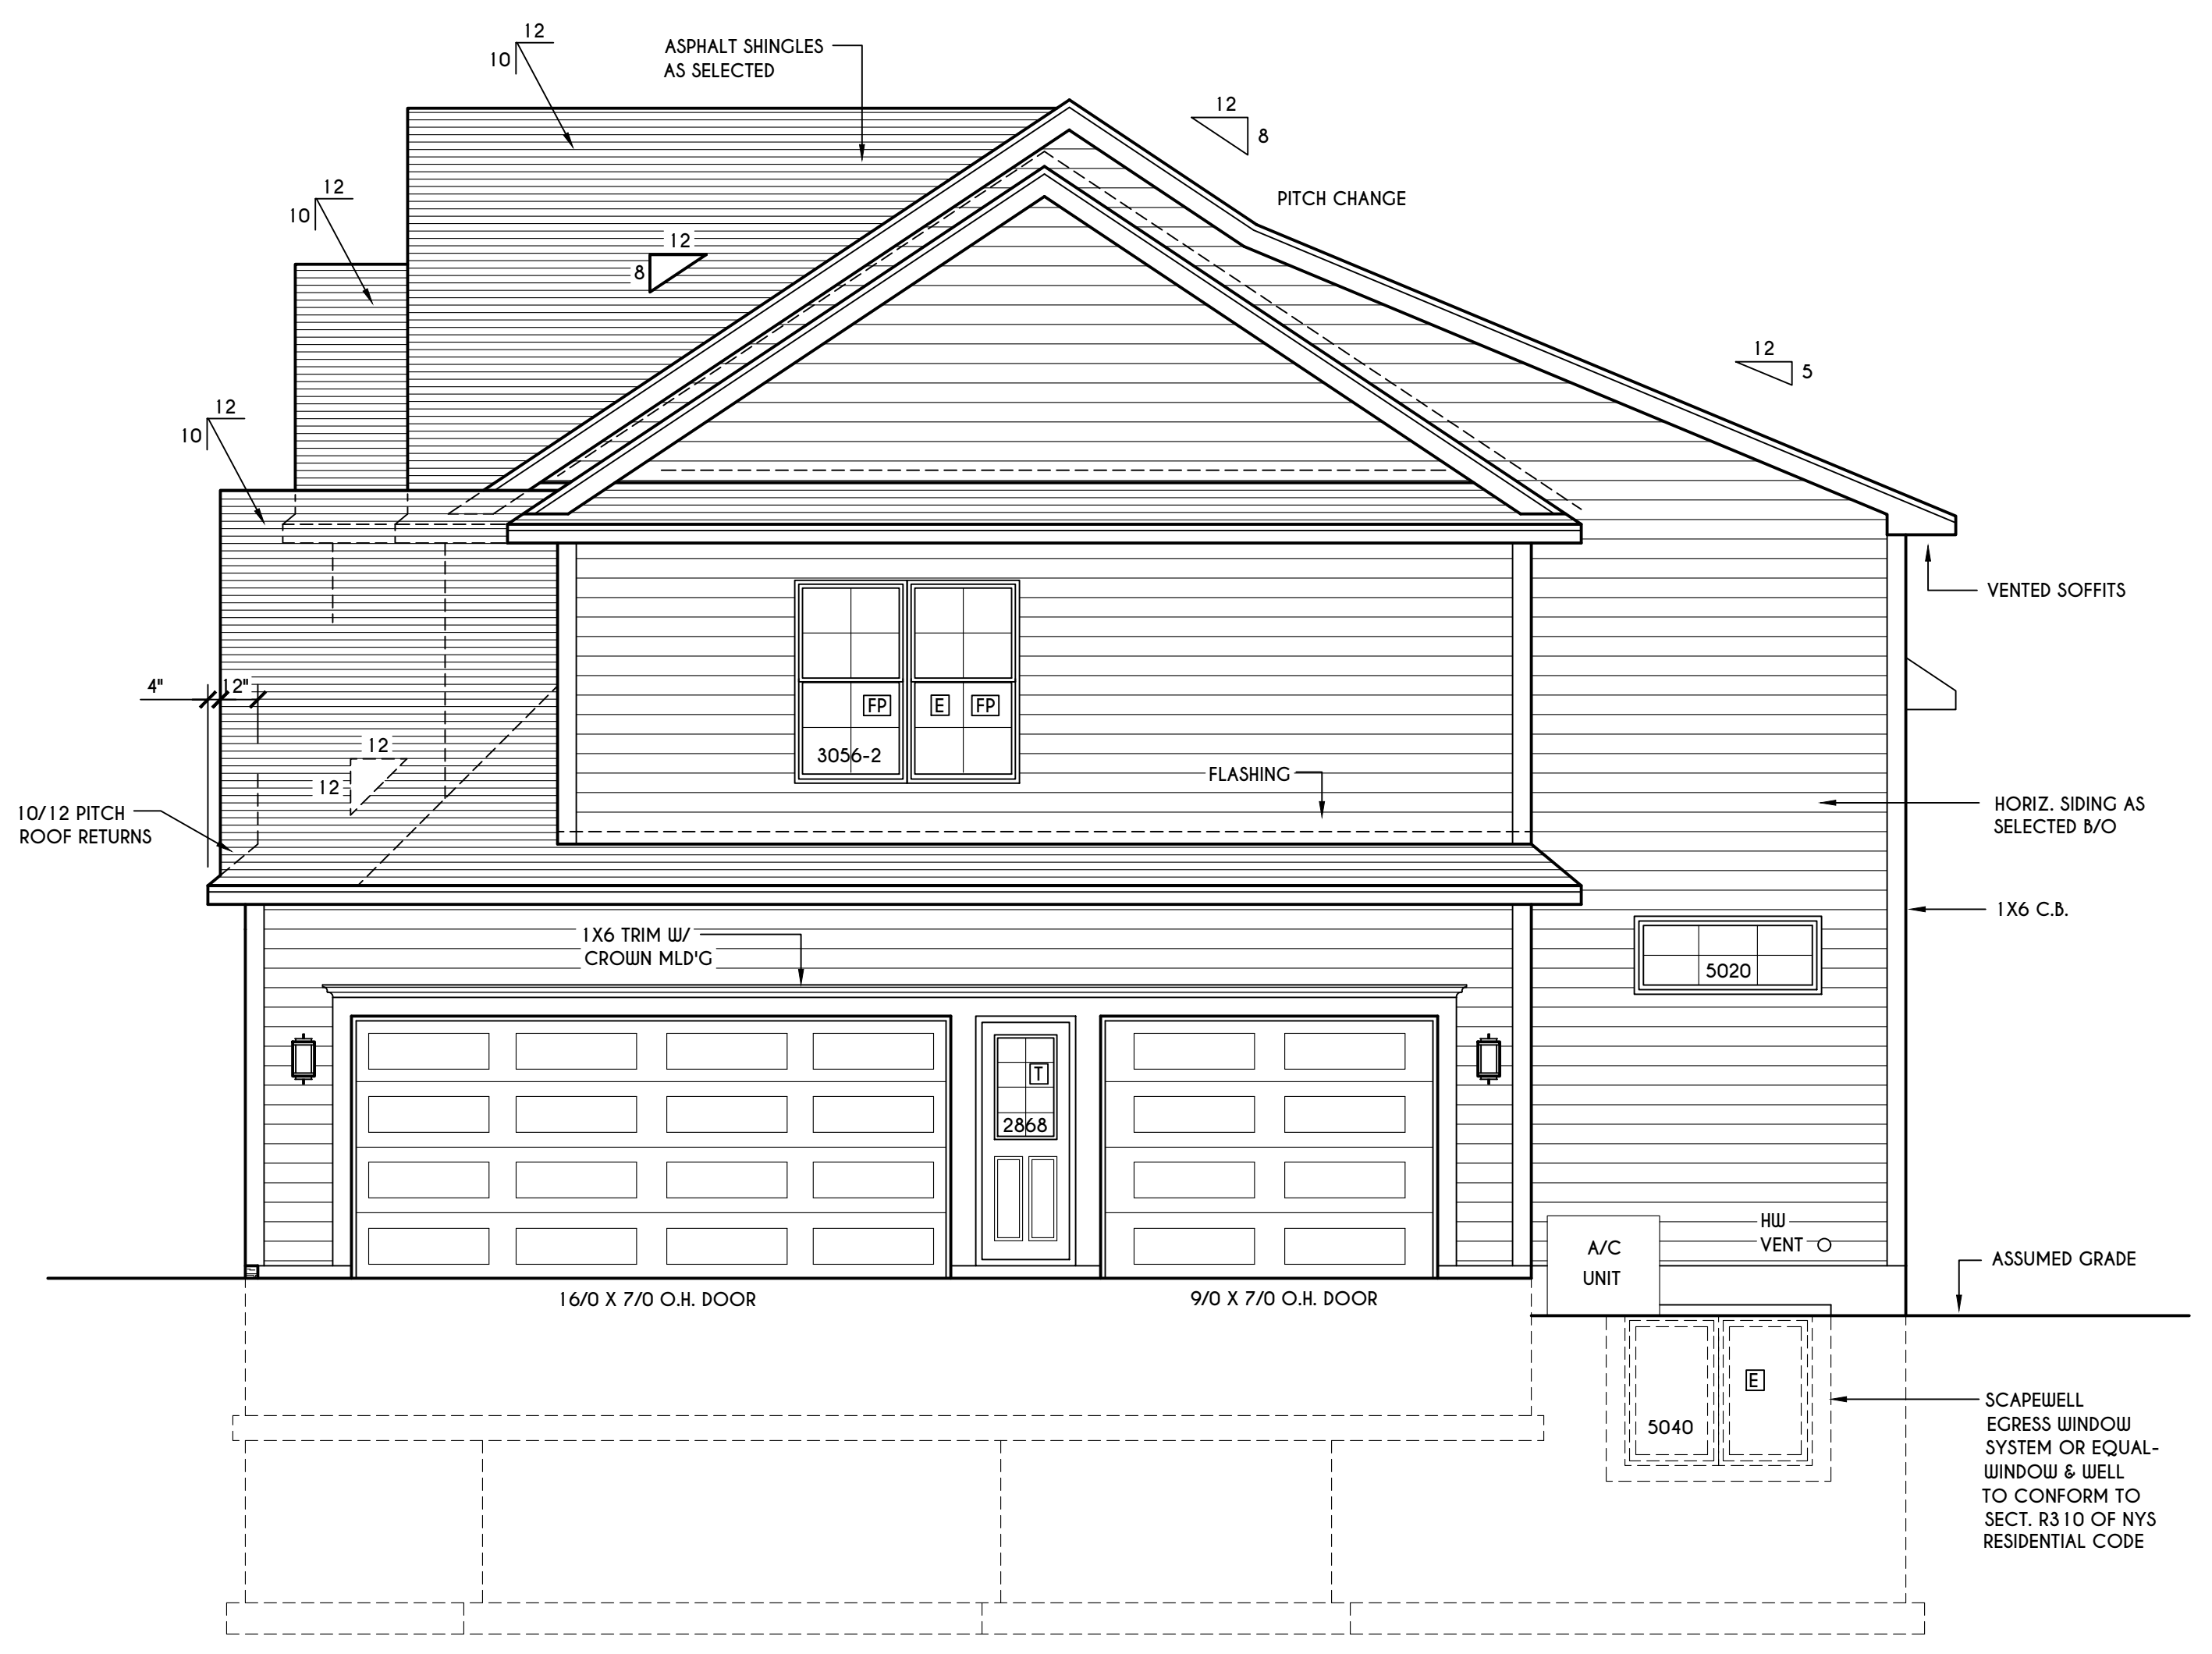 12
10
ASPHALT SHINGLES
AS SELECTED
12
8
12
10
PITCH CHANGE
12
8
12
5
12
10
VENTED SOFFITS
4"
12"
FP
E
FP
3056-2
12
12
FLASHING
10/12 PITCH
ROOF RETURNS
HORIZ. SIDING AS
SELECTED B/O
1X6 C.B.
1X6 TRIM W/
CROWN MLD'G
5020
T
2868
HW
VENT
A/C
UNIT
ASSUMED GRADE
16/0 X 7/0 O.H. DOOR
9/0 X 7/0 O.H. DOOR
E
5040
SCAPEWELL
EGRESS WINDOW
SYSTEM OR EQUAL-
WINDOW & WELL
TO CONFORM TO
SECT. R310 OF NYS
RESIDENTIAL CODE